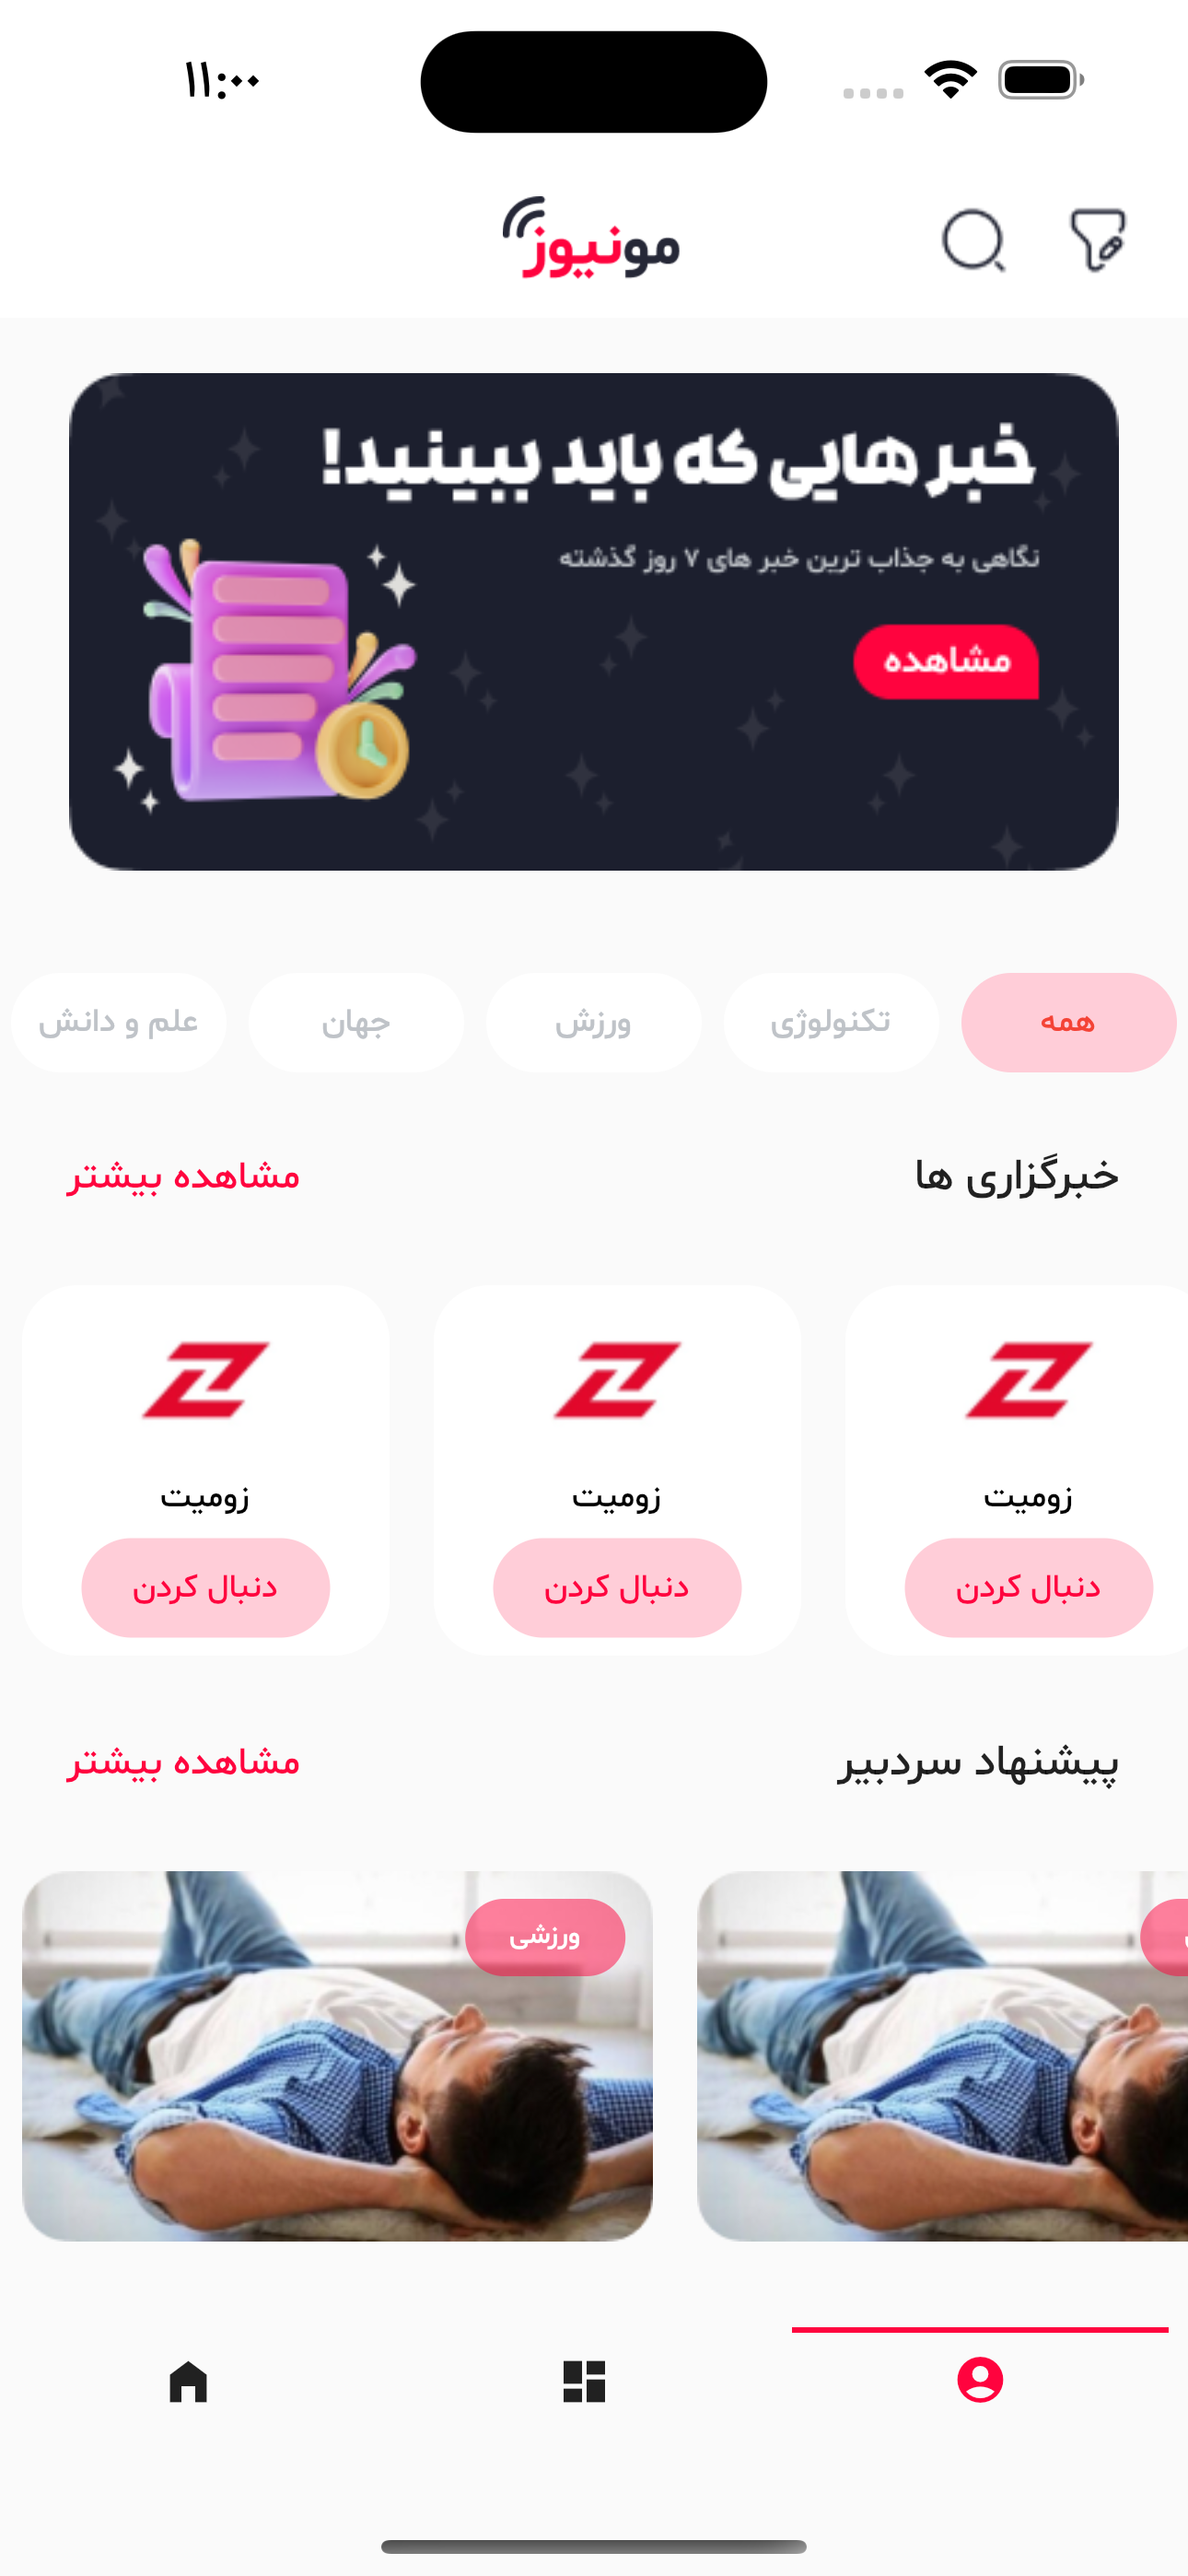 ۱۱:۰۰
مونیوز
خبرهایی که باید ببینید!
نگاهی به جذاب ترین خبر های ۷ روز گذشته
مشاهده
همه تکنولوژی ورزش جهان علم و دانش
خبرگزاری ها مشاهده بیشتر
زومیت زومیت زومیت
دنبال کردن دنبال کردن دنبال کردن
پیشنهاد سردبیر مشاهده بیشتر
ورزشی